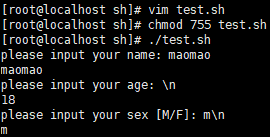 [root@localhost sh]# vim test.sh
[root@localhost sh]# chmod 755 test.sh
[root@localhost sh]# ./test.sh
please input your name: maomao
maomao
please input your age: \n
18
please input your sex [M/F]: m\n
m